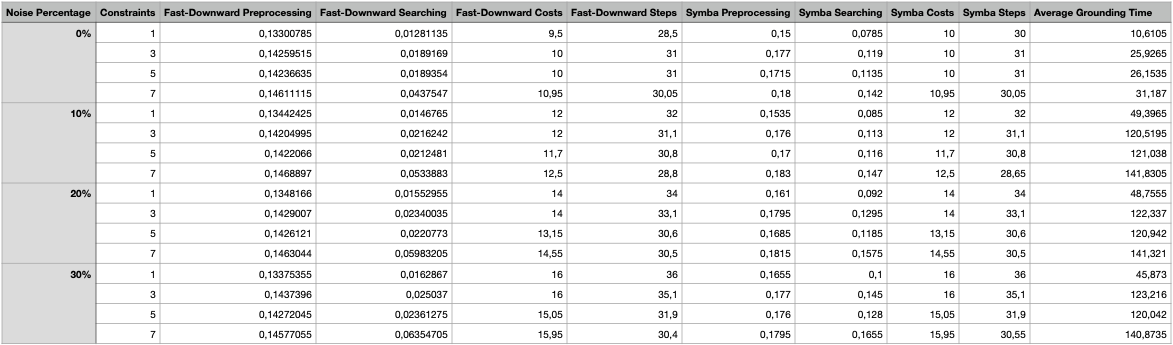 Noise Percentage Constraints Fast-Downward Preprocessing Fast-Downward Searching Fast-Downward Costs Fast-Downward Steps Symba Preprocessing Symba Searching Symba Costs Symba Steps Average Grounding Time
0% 1 0,13300785 0,01281135 9,5 28,5 0,15 0,0785 10 30 10,6105
3 0,14259515 0,0189169 10 31 0,177 0,119 10 31 25,9265
5 0,14236635 0,0189354 10 31 0,1715 0,1135 10 31 26,1535
7 0,14611115 0,0437547 10,95 30,05 0,18 0,142 10,95 30,05 31,187
10% 1 0,13442425 0,0146765 12 32 0,1535 0,085 12 32 49,3965
3 0,14204995 0,0216242 12 31,1 0,176 0,113 12 31,1 120,5195
5 0,1422066 0,0212481 11,7 30,8 0,17 0,116 11,7 30,8 121,038
7 0,1468897 0,0533883 12,5 28,8 0,183 0,147 12,5 28,65 141,8305
20% 1 0,1348166 0,01552955 14 34 0,161 0,092 14 34 48,7555
3 0,1429007 0,02340035 14 33,1 0,1795 0,1295 14 33,1 122,337
5 0,1426121 0,0220773 13,15 30,6 0,1685 0,1185 13,15 30,6 120,942
7 0,1463044 0,05983205 14,55 30,5 0,1815 0,1575 14,55 30,5 141,321
30% 1 0,13375355 0,0162867 16 36 0,1655 0,1 16 36 45,873
3 0,1437396 0,025037 16 35,1 0,177 0,145 16 35,1 123,216
5 0,14272045 0,02361275 15,05 31,9 0,176 0,128 15,05 31,9 120,042
7 0,14577055 0,06354705 15,95 30,4 0,1795 0,1655 15,95 30,55 140,8735